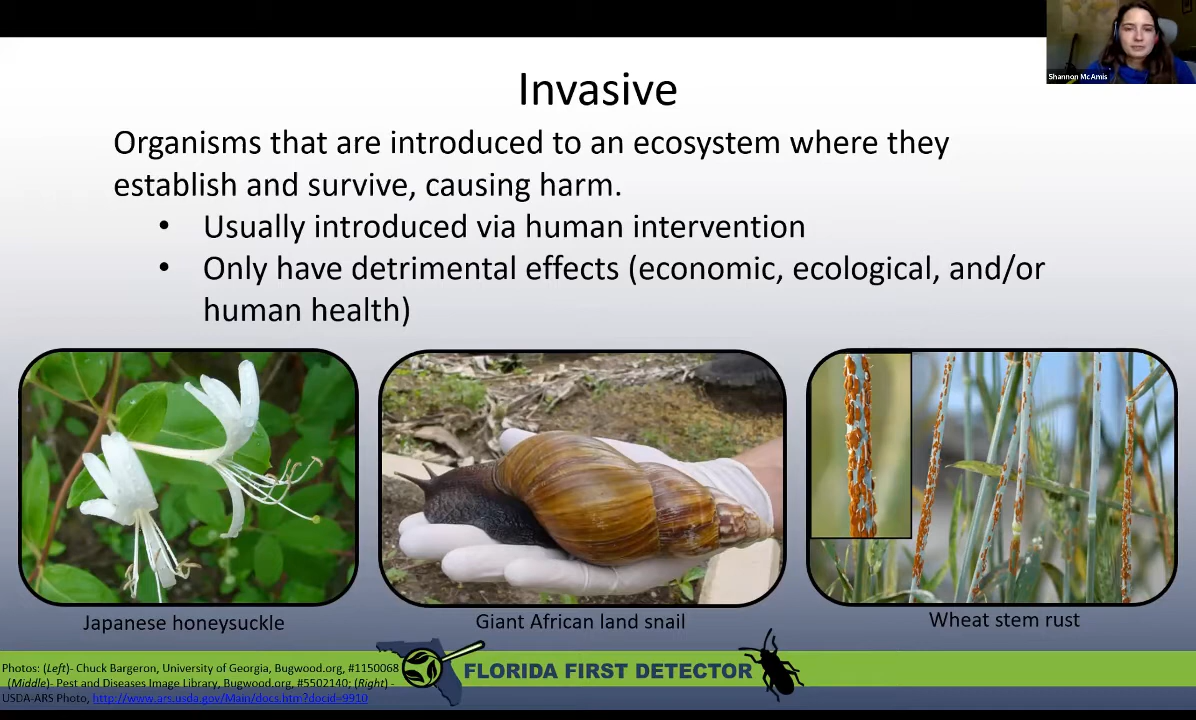 Shannon McAmis
Invasive
Organisms that are introduced to an ecosystem where they
establish and survive, causing harm.
• Usually introduced via human intervention
• Only have detrimental effects (economic, ecological, and/or
human health)
Japanese honeysuckle
Giant African land snail
Wheat stem rust
Photos: (Left)- Chuck Bargeron, University of Georgia, Bugwood.org, #1150068
(Middle)- Pest and Diseases Image Library, Bugwood.org, #5502140; (Right) -
USDA-ARS Photo, http://www.ars.usda.gov/Main/docs.htm?docid=9910
FLORIDA FIRST DETECTOR